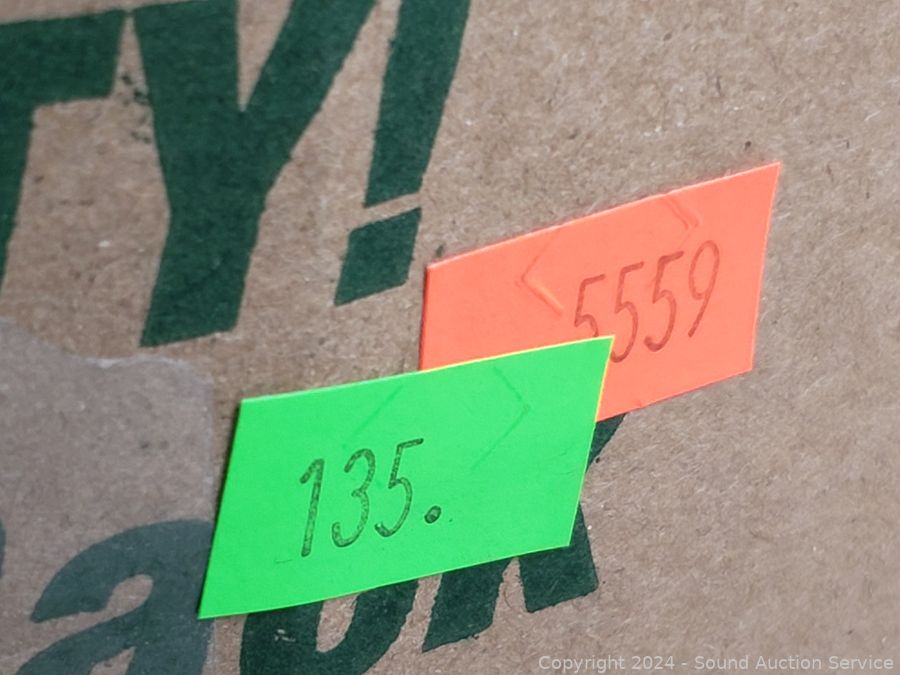 TY!
5559
135.
Copyright 2024 - Sound Auction Service